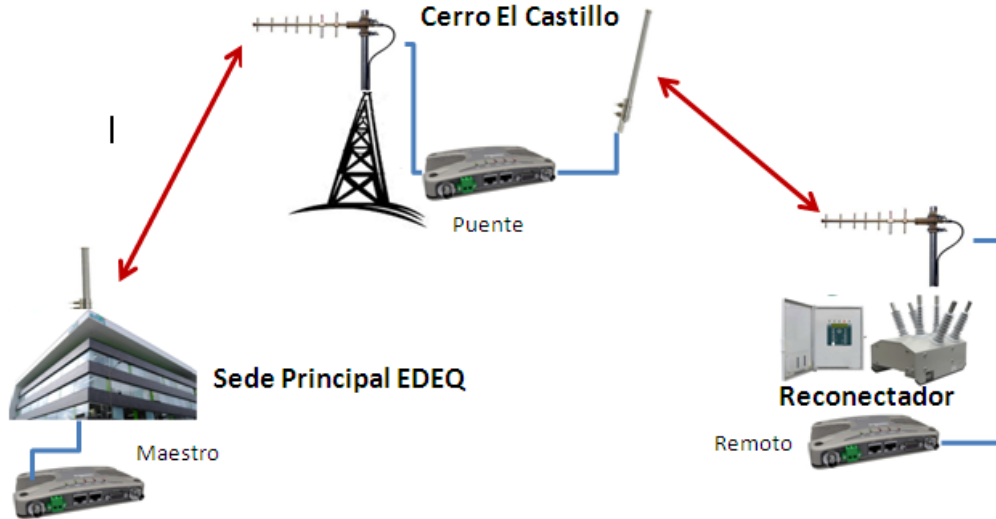 Cerro El Castillo
Puente
Sede Principal EDEQ
Maestro
Reconectador
Remoto